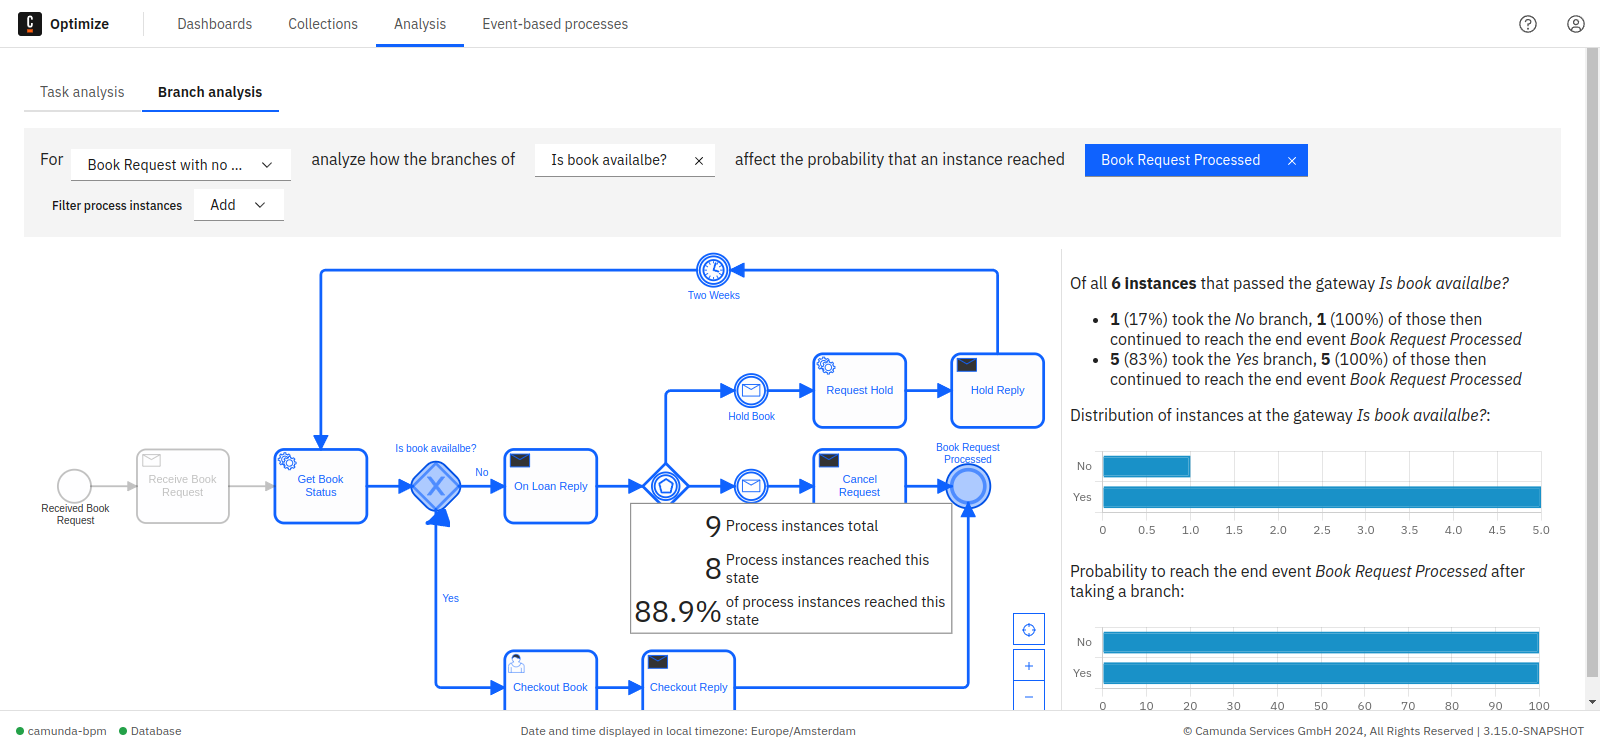 Optimize
Dashboards
Collections
Analysis
Event-based processes
Task analysis
Branch analysis
For
Book Request with no ...
analyze how the branches of
Is book availalbe?
affect the probability that an instance reached
Book Request Processed
Filter process instances
Add
Two Weeks
Hold Book
Request Hold
Hold Reply
Received Book
Request
Receive Book
Request
Get Book
Status
Is book availalbe?
No
On Loan Reply
Cancel
Request
Book Request
Processed
9 Process instances total
8 Process instances reached this
state
88.9% of process instances reached this
state
Yes
Checkout Book
Checkout Reply
+
−
Of all 6 instances that passed the gateway Is book availalbe?
• 1 (17%) took the No branch, 1 (100%) of those then
continued to reach the end event Book Request Processed
• 5 (83%) took the Yes branch, 5 (100%) of those then
continued to reach the end event Book Request Processed
Distribution of instances at the gateway Is book availalbe?:
No
Yes
0 0.5 1.0 1.5 2.0 2.5 3.0 3.5 4.0 4.5 5.0
Probability to reach the end event Book Request Processed after
taking a branch:
No
Yes
0 10 20 30 40 50 60 70 80 90 100
camunda-bpm
Database
Date and time displayed in local timezone: Europe/Amsterdam
© Camunda Services GmbH 2024, All Rights Reserved | 3.15.0-SNAPSHOT